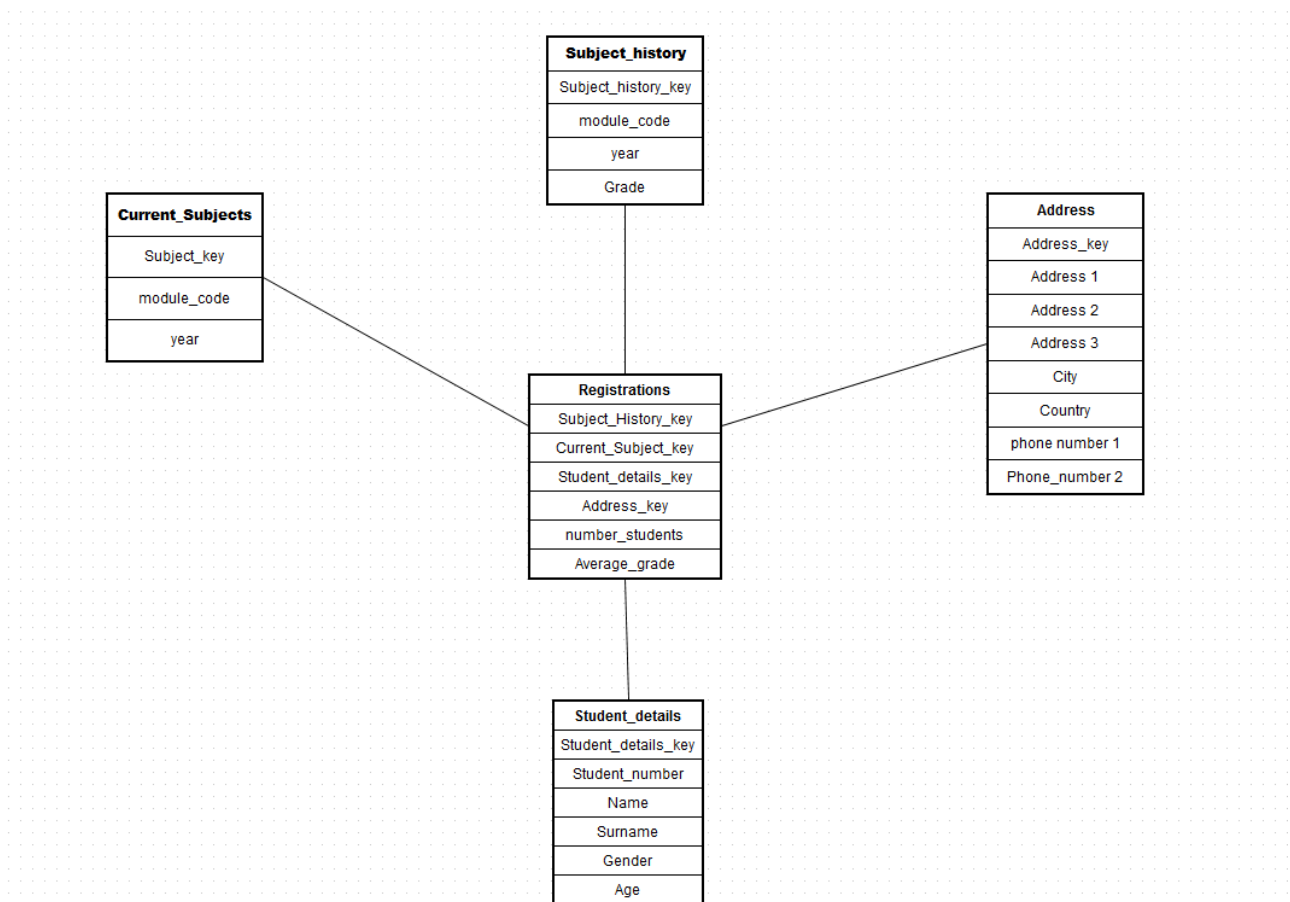 Subject_history
Subject_history_key
module_code
year
Grade
Current_Subjects
Subject_key
module_code
year
Address
Address_key
Address 1
Address 2
Address 3
City
Country
phone number 1
Phone_number 2
Registrations
Subject_History_key
Current_Subject_key
Student_details_key
Address_key
number_students
Average_grade
Student_details
Student_details_key
Student_number
Name
Surname
Gender
Age